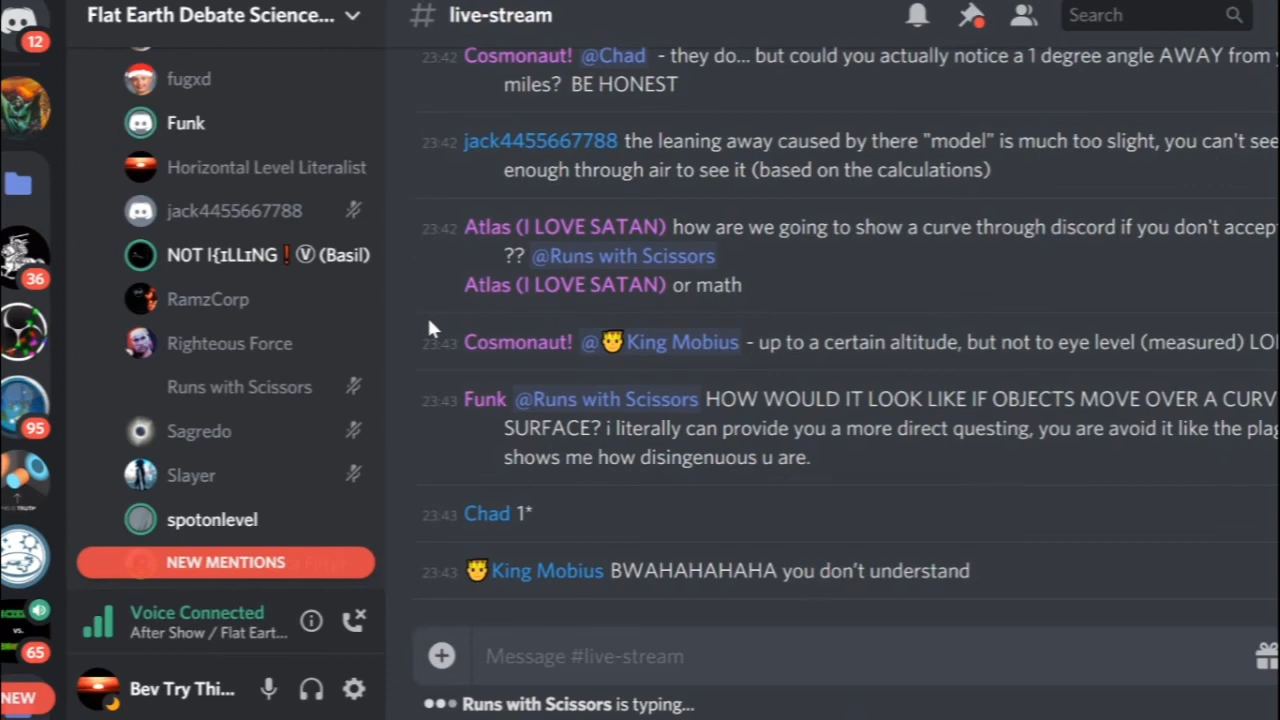 12
36
95
65
NEW
Flat Earth Debate Science...
fugxd
Funk
Horizontal Level Literalist
jack4455667788
NOT l{ɪLLɪNG❗Ⓥ (Basil)
RamzCorp
Righteous Force
Runs with Scissors
Sagredo
Slayer
spotonlevel
NEW MENTIONS
Voice Connected
After Show / Flat Eart...
Bev Try Thi...
# live-stream
Search
23:42 Cosmonaut! @Chad - they do... but could you actually notice a 1 degree angle AWAY from
miles? BE HONEST
23:42 jack4455667788 the leaning away caused by there "model" is much too slight, you can't see
enough through air to see it (based on the calculations)
23:42 Atlas (I LOVE SATAN) how are we going to show a curve through discord if you don't accep
?? @Runs with Scissors
Atlas (I LOVE SATAN) or math
23:43 Cosmonaut! @King Mobius - up to a certain altitude, but not to eye level (measured) LO
23:43 Funk @Runs with Scissors HOW WOULD IT LOOK LIKE IF OBJECTS MOVE OVER A CURV
SURFACE? i literally can provide you a more direct questing, you are avoid it like the pla
shows me how disingenuous u are.
23:43 Chad 1*
23:43 King Mobius BWAHAHAHAHA you don't understand
Message #live-stream
Runs with Scissors is typing...